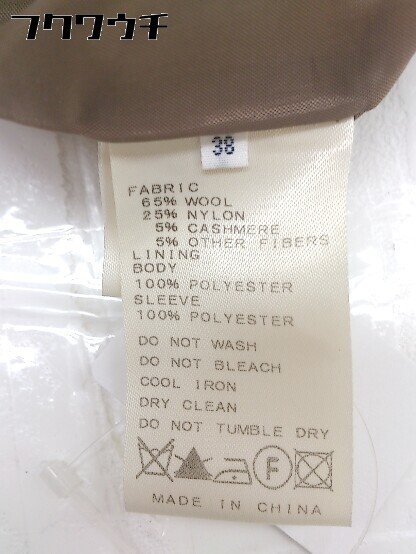 フクワウチ
38
FABRIC
65% WOOL
25% NYLON
5% CASHMERE
5% OTHER FIBERS
LINING
BODY
100% POLYESTER
SLEEVE
100% POLYESTER
DO NOT WASH
DO NOT BLEACH
COOL IRON
DRY CLEAN
DO NOT TUMBLE DRY
F
MADE IN CHINA